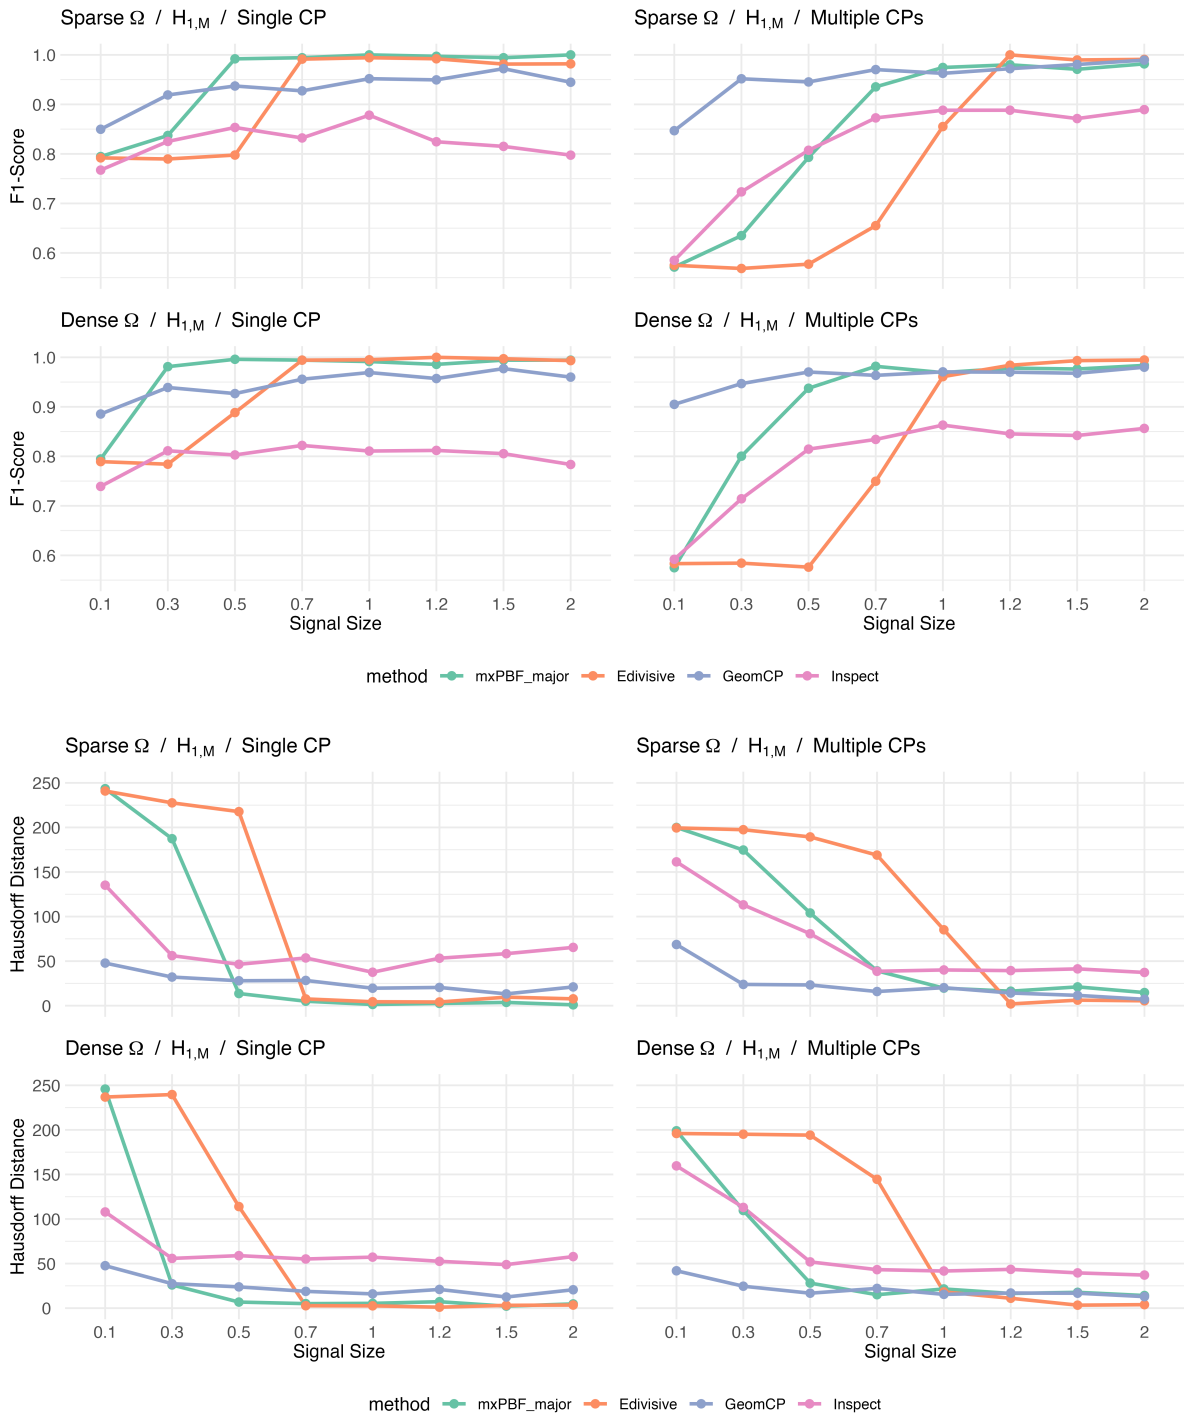 Sparse Ω / H1,M / Single CP
Sparse Ω / H1,M / Multiple CPs
F1-Score
1.0
0.9
0.8
0.7
0.6
Dense Ω / H1,M / Single CP
Dense Ω / H1,M / Multiple CPs
F1-Score
1.0
0.9
0.8
0.7
0.6
0.1 0.3 0.5 0.7 1 1.2 1.5 2
0.1 0.3 0.5 0.7 1 1.2 1.5 2
Signal Size
Signal Size
method mxPBF_major Edivisive GeomCP Inspect
Sparse Ω / H1,M / Single CP
Sparse Ω / H1,M / Multiple CPs
Hausdorff Distance
250
200
150
100
50
0
Dense Ω / H1,M / Single CP
Dense Ω / H1,M / Multiple CPs
Hausdorff Distance
250
200
150
100
50
0
0.1 0.3 0.5 0.7 1 1.2 1.5 2
0.1 0.3 0.5 0.7 1 1.2 1.5 2
Signal Size
Signal Size
method mxPBF_major Edivisive GeomCP Inspect